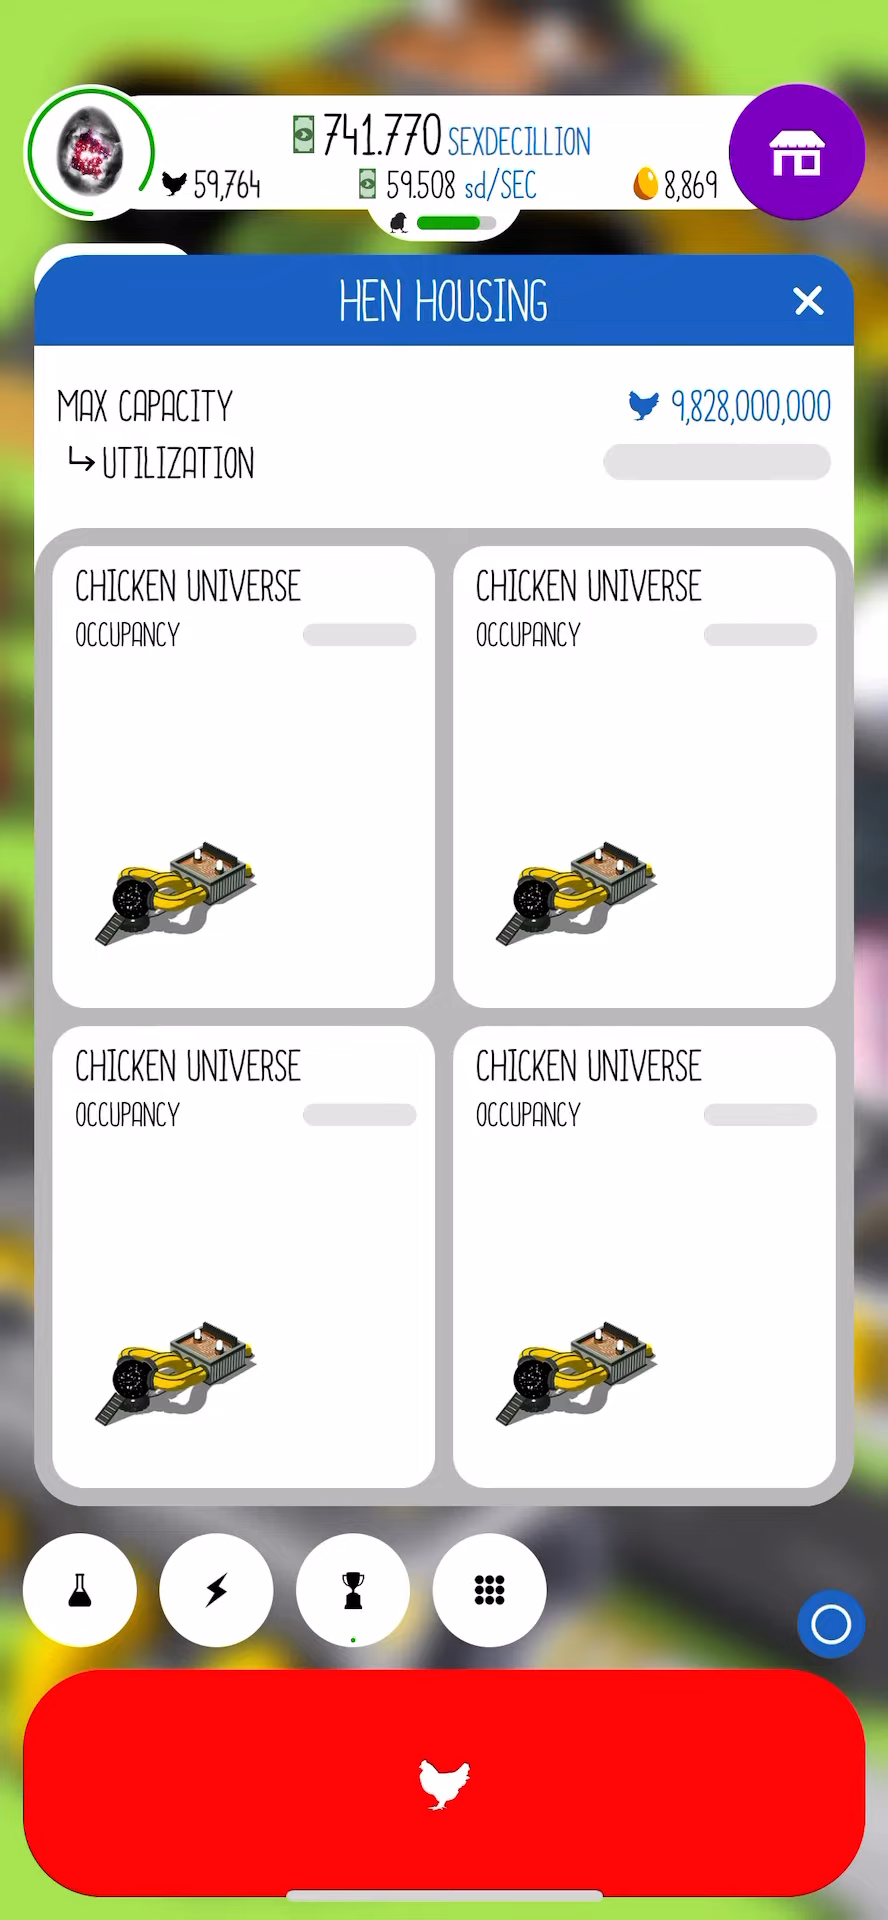 741.770 SEXDECILLION
59,764 59.508 sd/SEC 8,869
HEN HOUSING
MAX CAPACITY 9,828,000,000
UTILIZATION
CHICKEN UNIVERSE CHICKEN UNIVERSE
OCCUPANCY OCCUPANCY
CHICKEN UNIVERSE CHICKEN UNIVERSE
OCCUPANCY OCCUPANCY